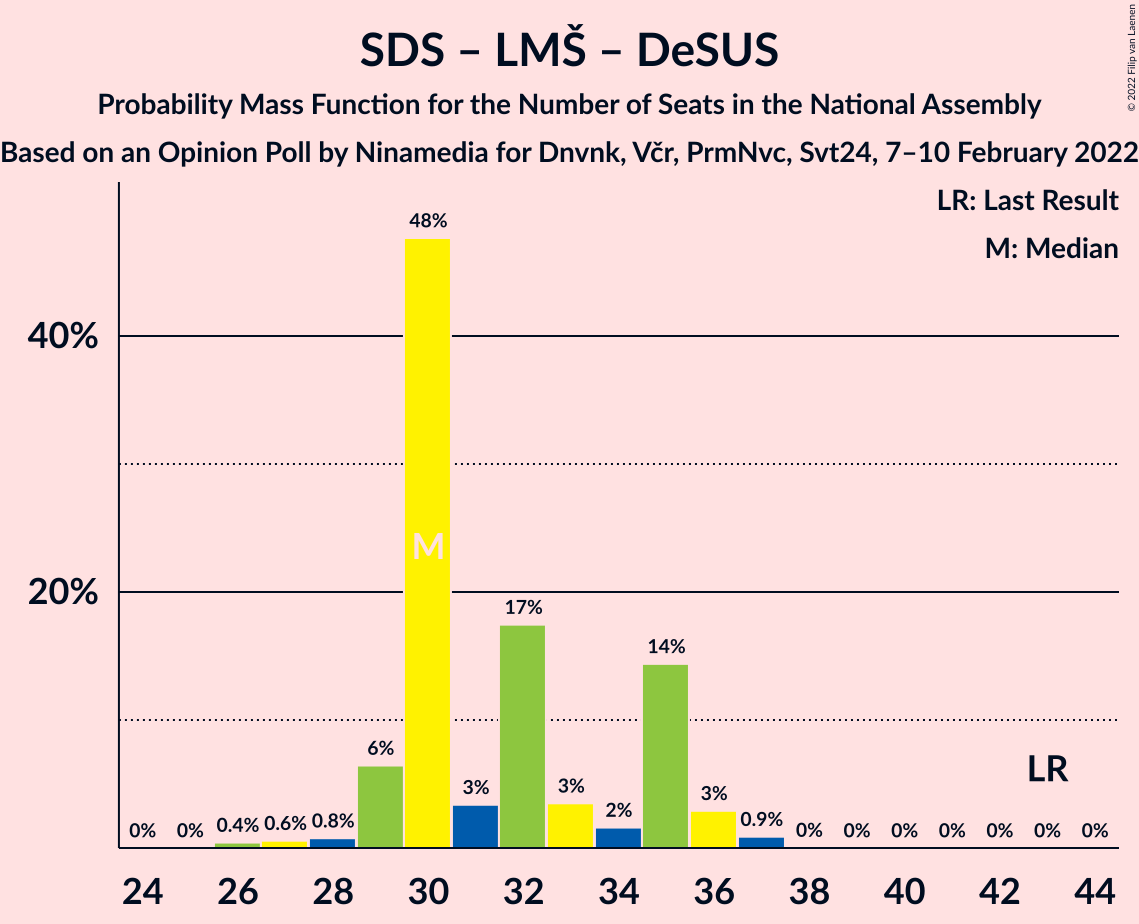 © 2022 Filip van Laenen
SDS – LMŠ – DeSUS
Probability Mass Function for the Number of Seats in the National Assembly
Based on an Opinion Poll by Ninamedia for Dnvnk, Včr, PrmNvc, Svt24, 7–10 February 2022
LR: Last Result
M: Median
48%
40%
M
20%
17%
14%
6%
LR
3%
3%
3%
2%
0% 0% 0.4% 0.6% 0.8% 0.9% 0% 0% 0% 0% 0% 0% 0%
24 26 28 30 32 34 36 38 40 42 44